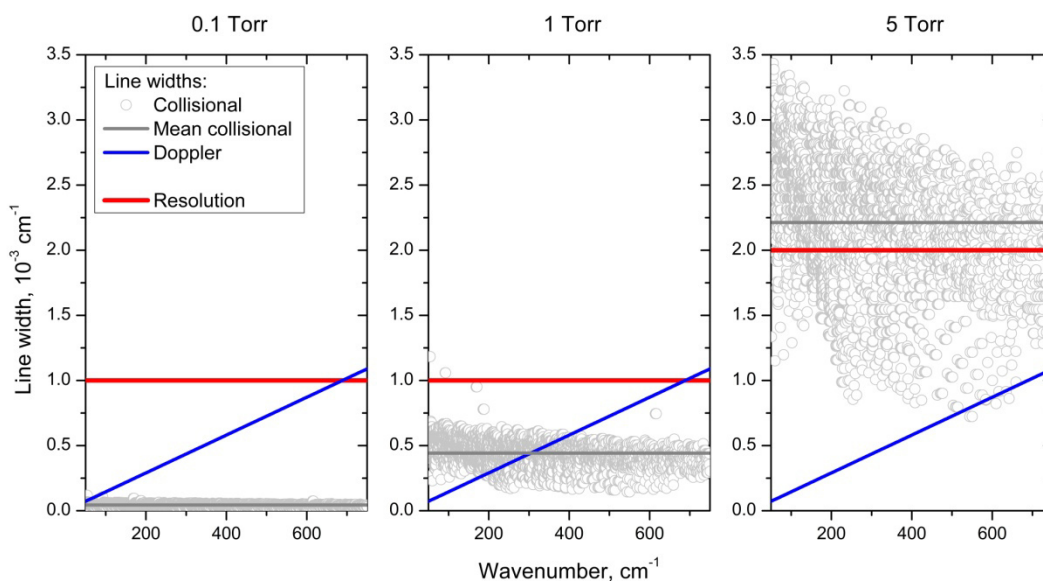 0.1 Torr
1 Torr
5 Torr
Line width, 10⁻³ cm⁻¹
3.5
3.0
2.5
2.0
1.5
1.0
0.5
0.0
Line widths:
Collisional
Mean collisional
Doppler
Resolution
200 400 600
3.5
3.0
2.5
2.0
1.5
1.0
0.5
0.0
200 400 600
3.5
3.0
2.5
2.0
1.5
1.0
0.5
0.0
200 400 600
Wavenumber, cm⁻¹